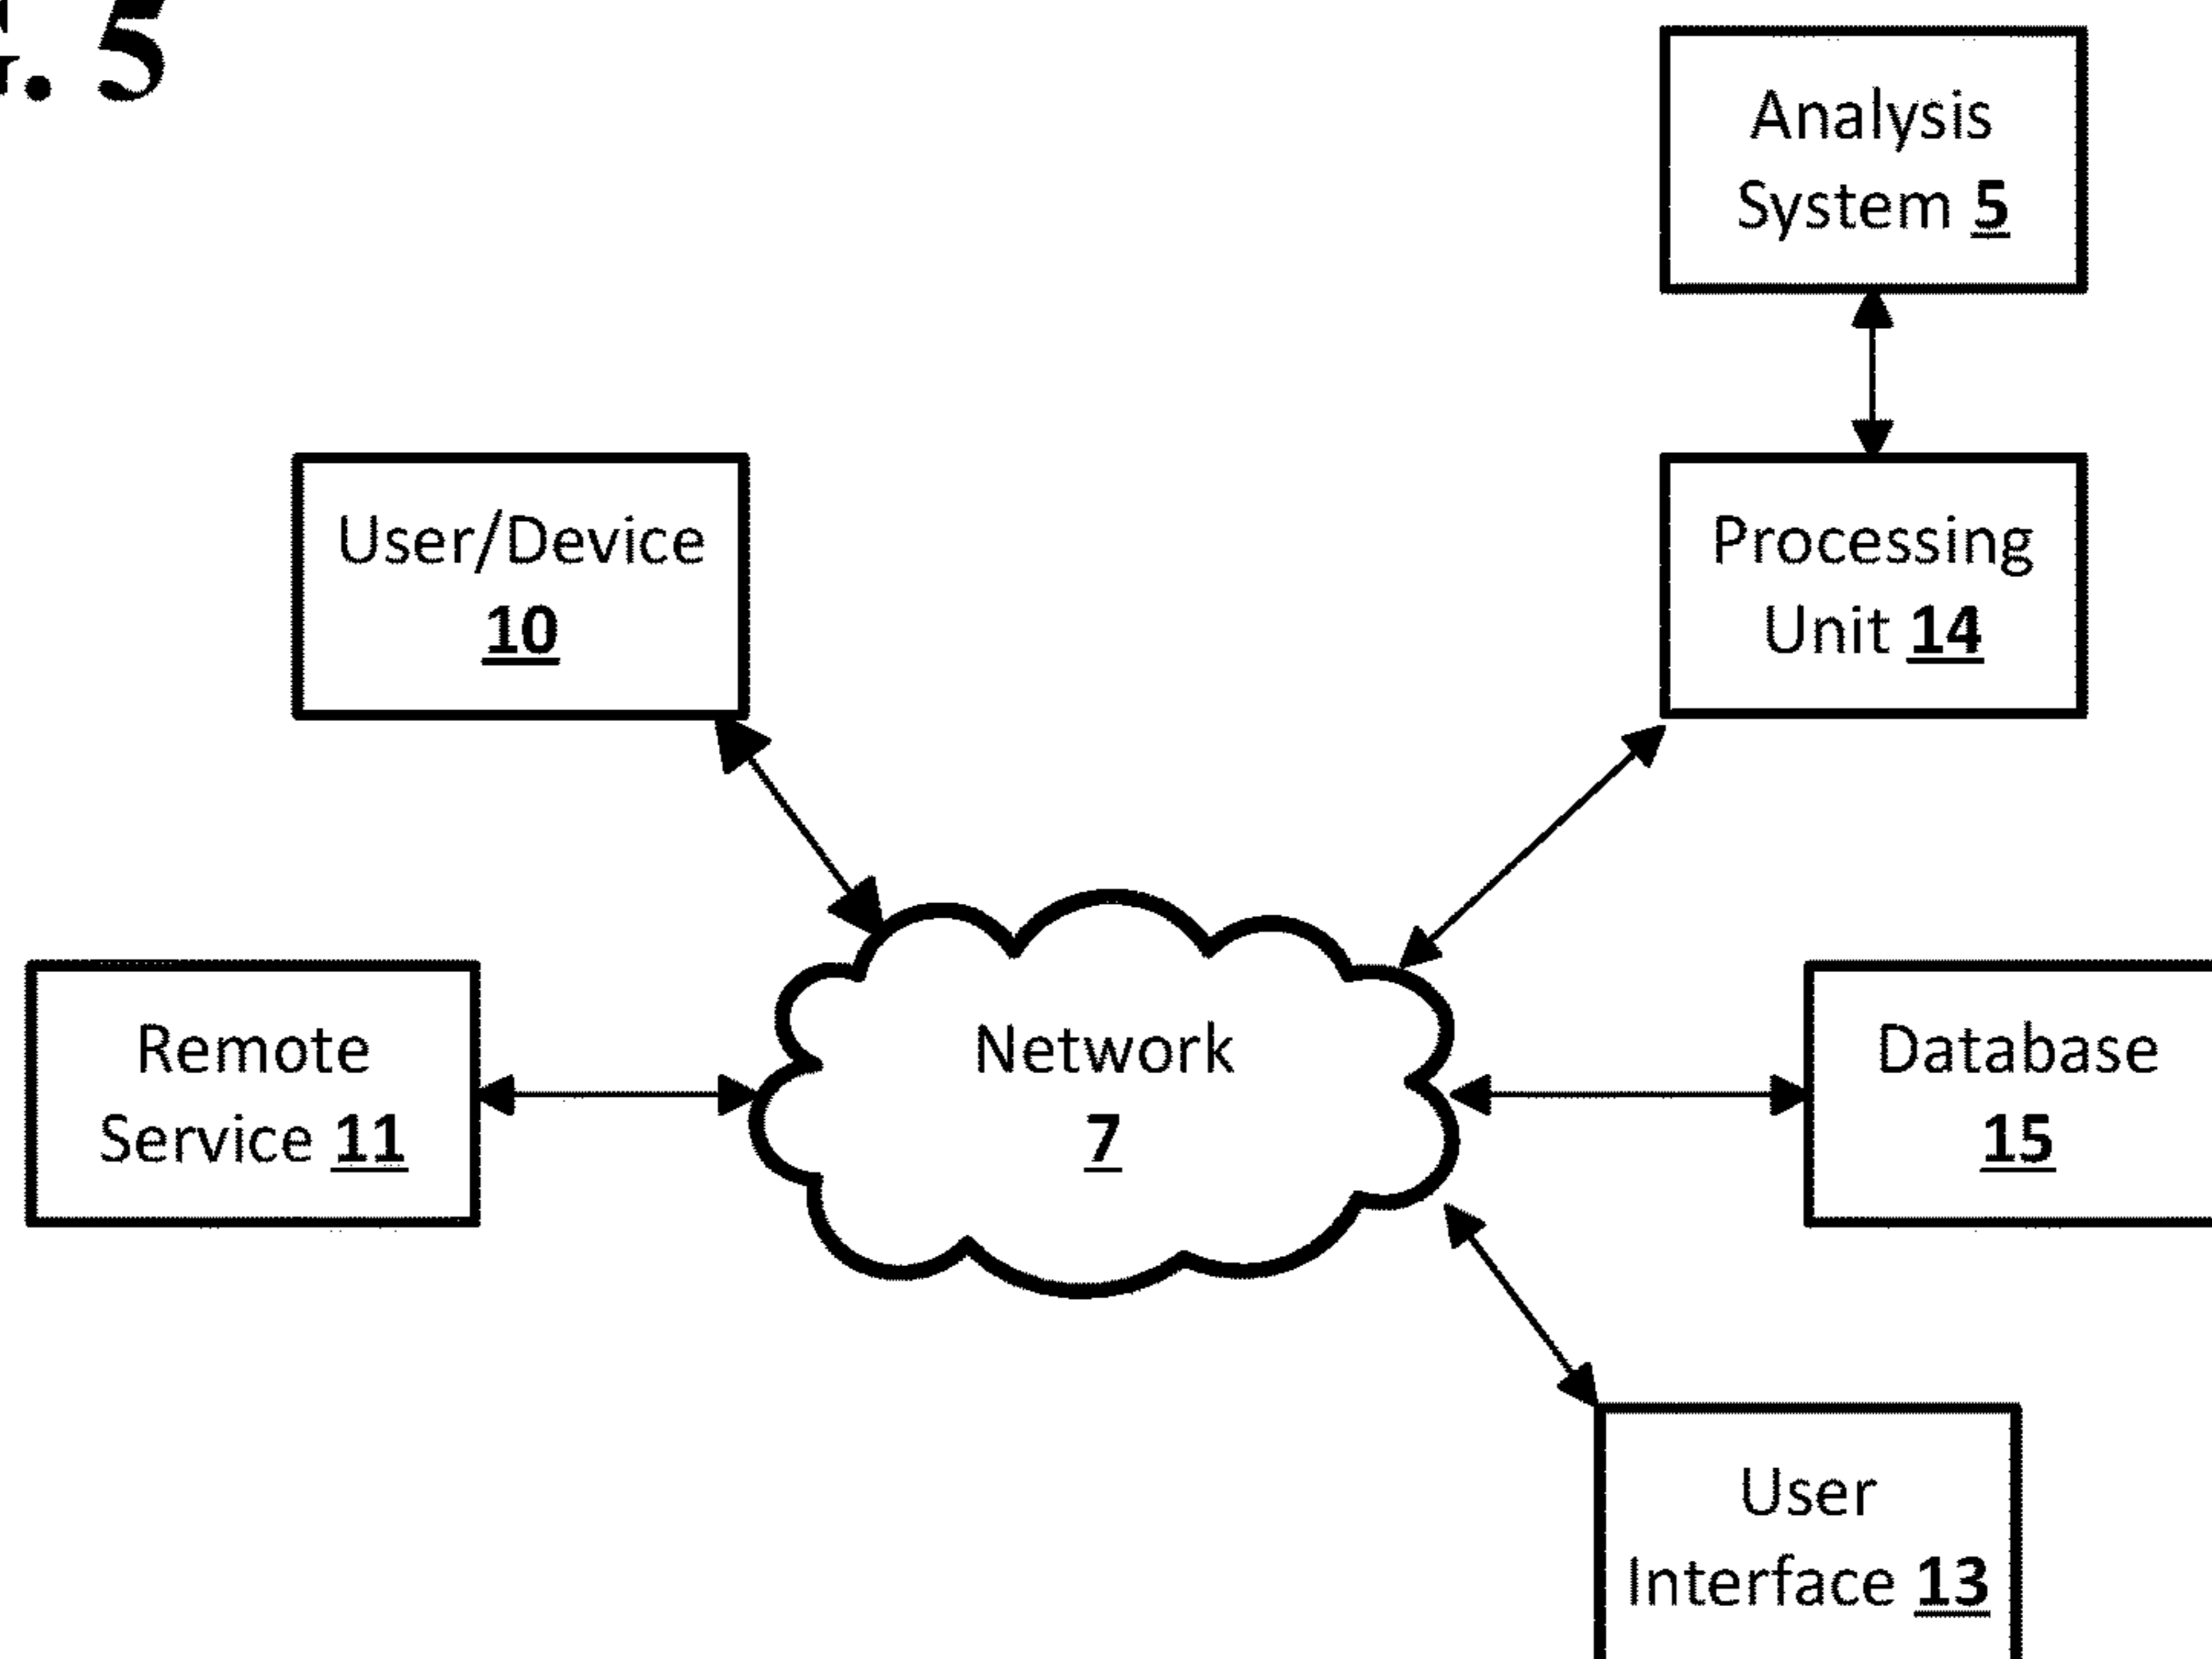 . 5
Analysis
System 5
User/Device
10
Processing
Unit 14
Remote
Service 11
Network
7
Database
15
User
Interface 13